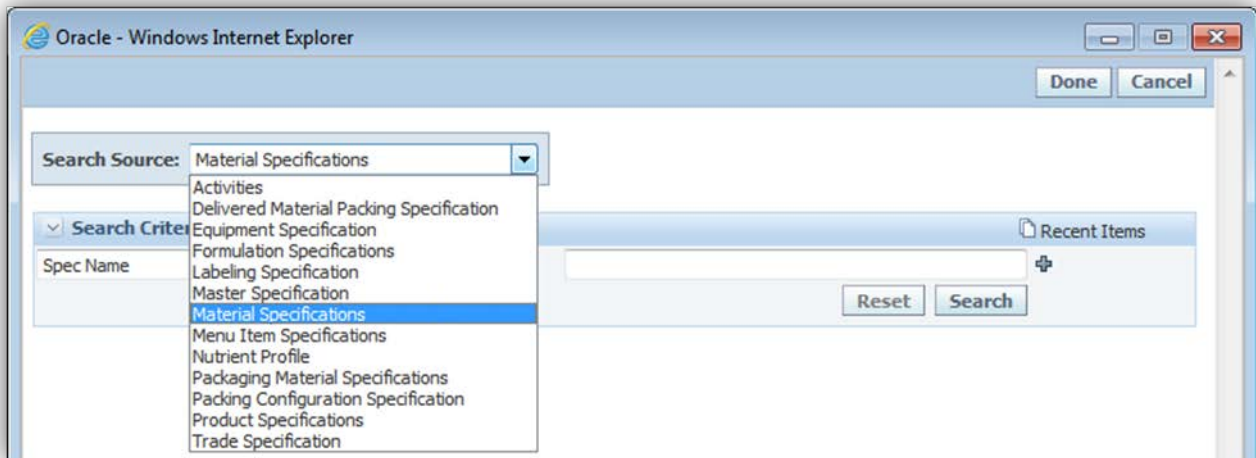 Oracle - Windows Internet Explorer
Done Cancel
Search Source: Material Specifications
Activities
Delivered Material Packing Specification
Equipment Specification
Formulation Specifications
Labeling Specification
Master Specification
Material Specifications
Menu Item Specifications
Nutrient Profile
Packaging Material Specifications
Packing Configuration Specification
Product Specifications
Trade Specification
Search Criter
Recent Items
Spec Name
Reset Search